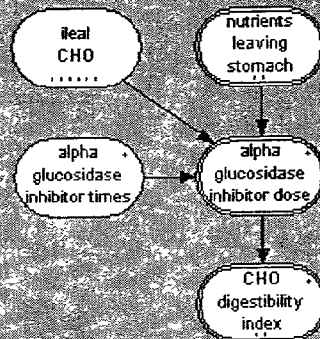 ileal
CHO
nutrients
leaving
stomach
alpha
glucosidase
inhibitor times
alpha
glucosidase
inhibitor dose
CHO
digestibility
index